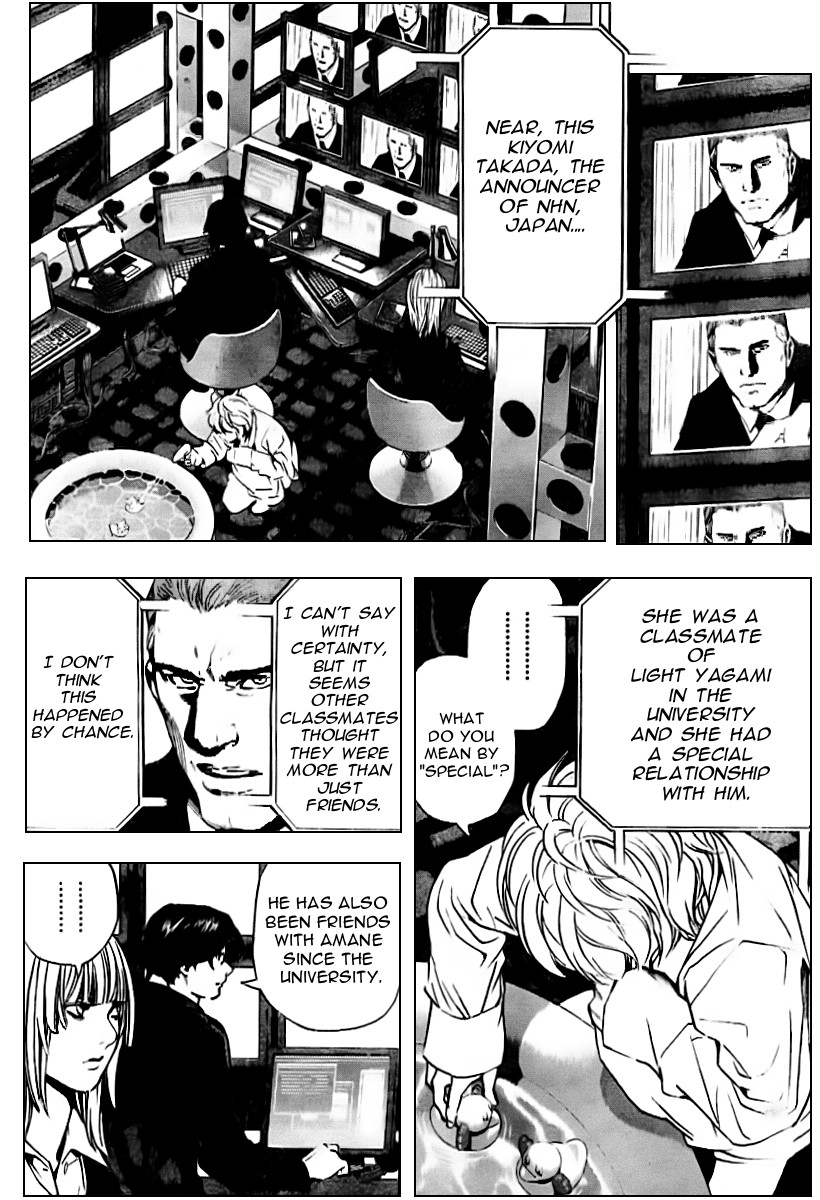 NEAR, THIS
KIYOMI
TAKADA, THE
ANNOUNCER
OF NHN,
JAPAN....
SHE WAS A
CLASSMATE
OF
LIGHT YAGAMI
IN THE
UNIVERSITY
AND SHE HAD
A SPECIAL
RELATIONSHIP
WITH HIM.
WHAT
DO YOU
MEAN BY
"SPECIAL"?
I CAN'T SAY
WITH
CERTAINTY,
BUT IT
SEEMS
OTHER
CLASSMATES
THOUGHT
THEY WERE
MORE THAN
JUST
FRIENDS.
I DON'T
THINK
THIS
HAPPENED
BY CHANCE.
HE HAS ALSO
BEEN FRIENDS
WITH AMANE
SINCE THE
UNIVERSITY.